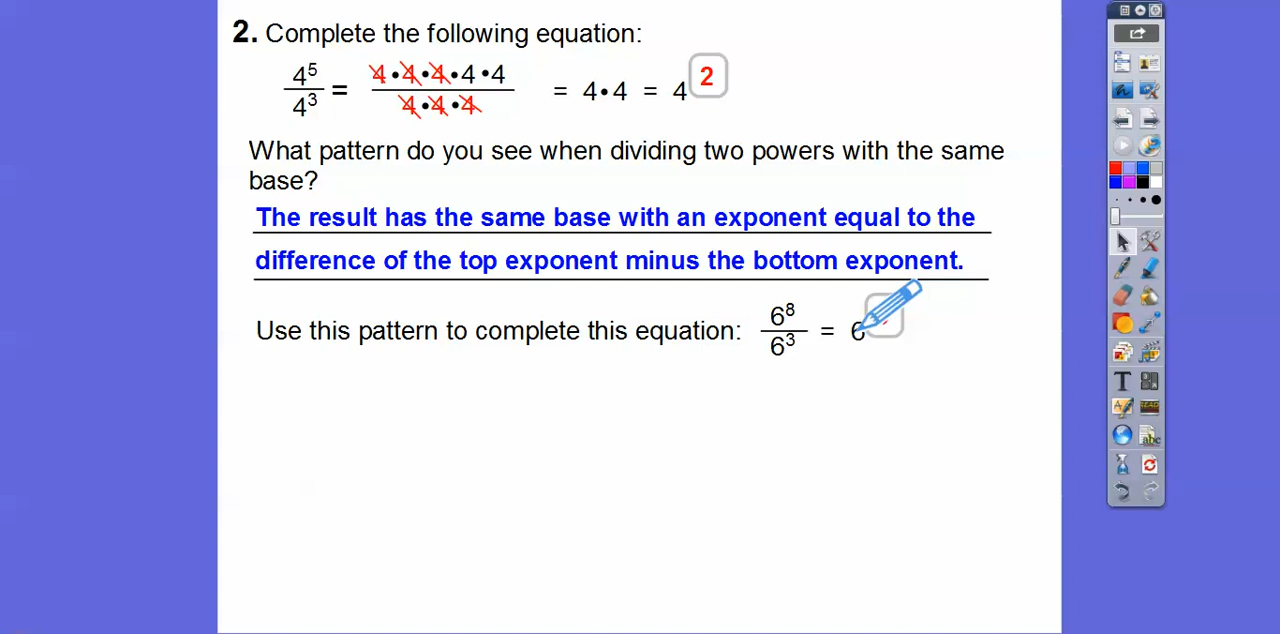 2. Complete the following equation:
4⁵/4³ = 4•4•4•4•4/4•4•4 = 4•4 = 4²
What pattern do you see when dividing two powers with the same
base?
The result has the same base with an exponent equal to the
difference of the top exponent minus the bottom exponent.
Use this pattern to complete this equation: 6⁸/6³ = 6